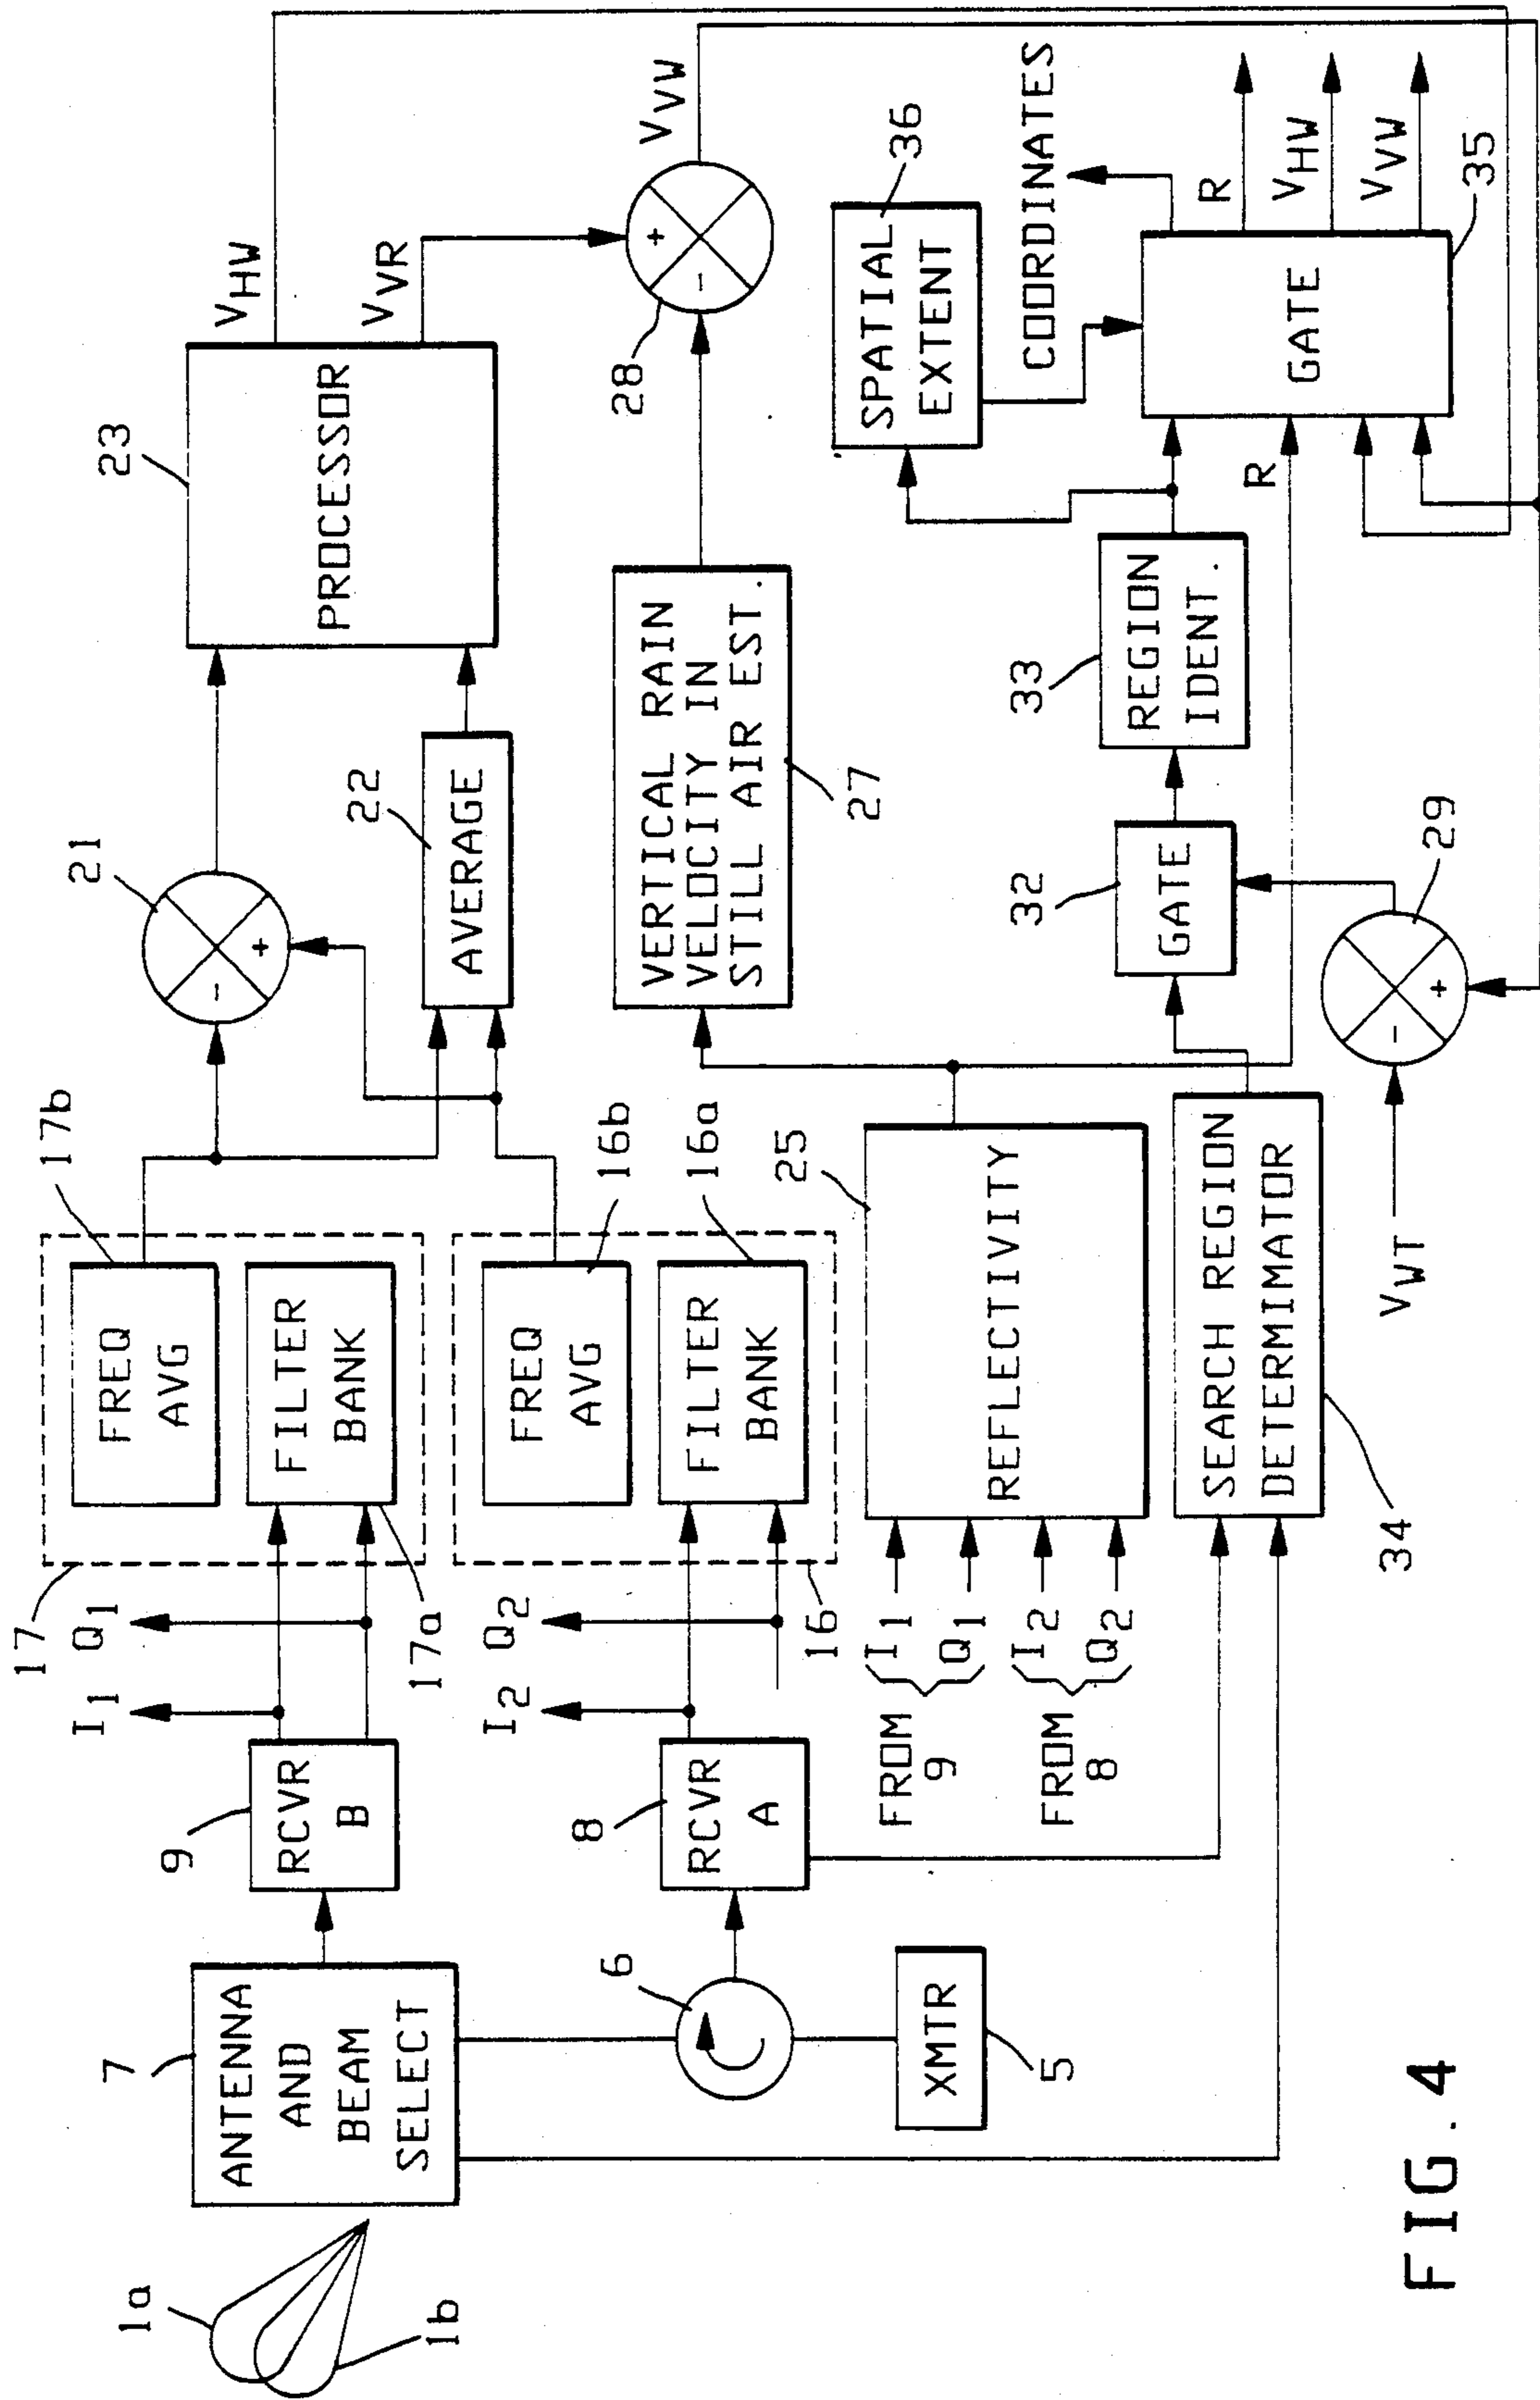 1a
1b
7
ANTENNA
AND
BEAM
SELECT
9
RCVR
B
I1
Q1
17
17a
FREQ
AVG
FILTER
BANK
17b
21
-
+
22
AVERAGE
23
PROCESSOR
VHW
VVR
6
XMTR
5
8
RCVR
A
I2
Q2
16
FREQ
AVG
FILTER
BANK
16b
16a
VERTICAL RAIN
VELOCITY IN
STILL AIR EST.
27
28
+
-
VVW
FROM
9
I1
Q1
FROM
8
I2
Q2
25
REFLECTIVITY
34
SEARCH REGION
DETERMIMATOR
VWT
-
+
29
32
GATE
33
REGION
IDENT.
R
SPATIAL
EXTENT
36
COORDINATES
GATE
35
R
VHW
VVW
FIG. 4